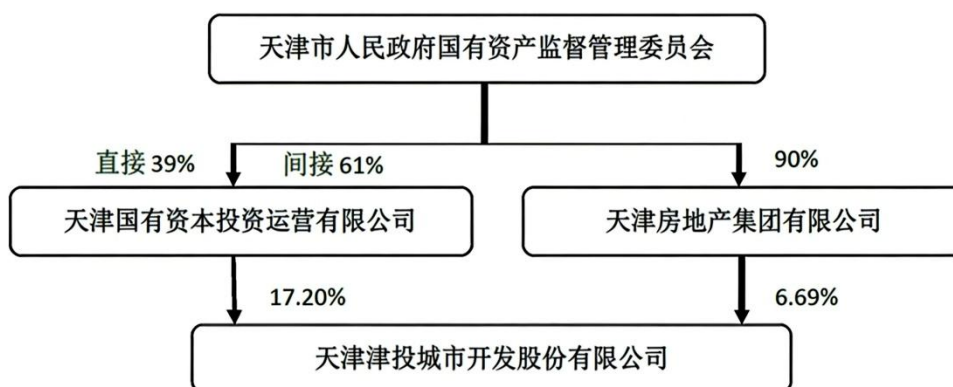 天津市人民政府国有资产监督管理委员会
直接 39%
间接 61%
90%
天津国有资本投资运营有限公司
天津房地产集团有限公司
17.20%
6.69%
天津津投城市开发股份有限公司